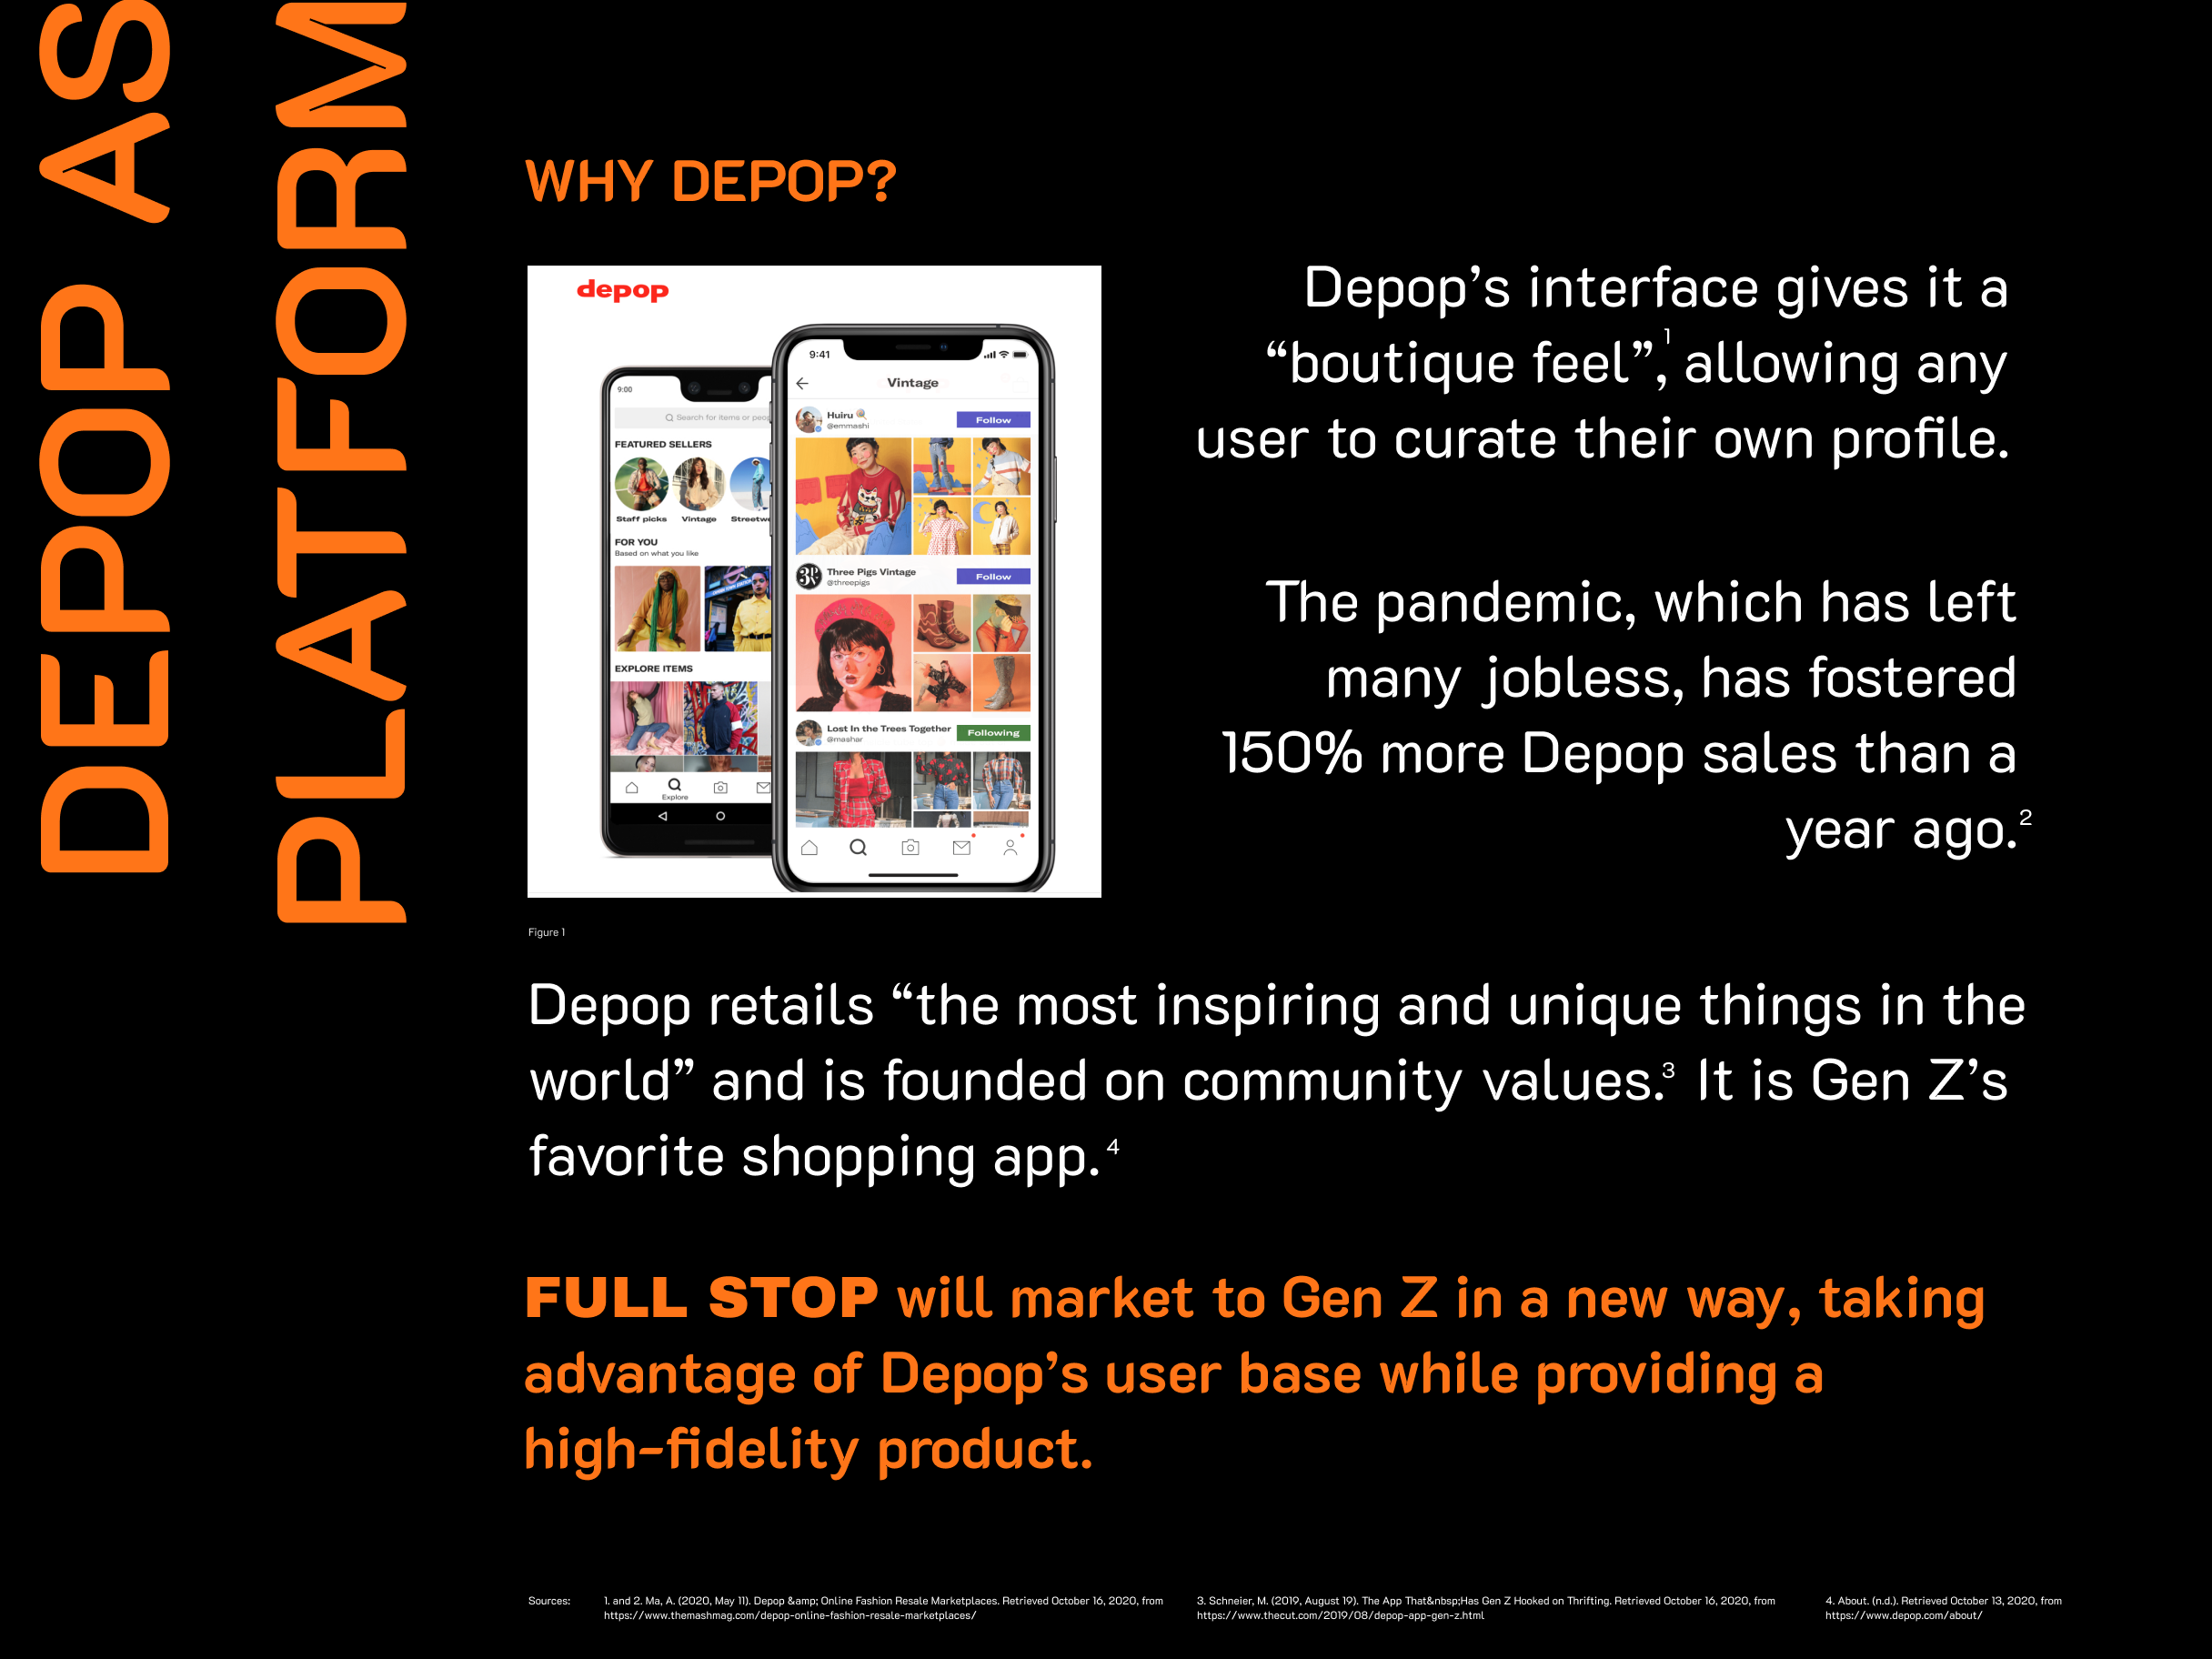 DEPOP AS
PLATFORM
WHY DEPOP?
depop
9:00
Search for items or peop
FEATURED SELLERS
Staff picks Vintage Streetwe
FOR YOU
Based on what you like
EXPLORE ITEMS
Explore
9:41
Vintage
Huiru
@emmashi
Follow
3P
Three Pigs Vintage
@threepigs
Follow
Lost In the Trees Together
@mashar
Following
Figure 1
Depop’s interface gives it a
“boutique feel”,1 allowing any
user to curate their own profile.
The pandemic, which has left
many jobless, has fostered
150% more Depop sales than a
year ago.2
Depop retails “the most inspiring and unique things in the
world” and is founded on community values.3 It is Gen Z’s
favorite shopping app.4
FULL STOP will market to Gen Z in a new way, taking
advantage of Depop’s user base while providing a
high-fidelity product.
Sources:
1. and 2. Ma, A. (2020, May 11). Depop &amp; Online Fashion Resale Marketplaces. Retrieved October 16, 2020, from
https://www.themashmag.com/depop-online-fashion-resale-marketplaces/
3. Schneier, M. (2019, August 19). The App That&nbsp;Has Gen Z Hooked on Thrifting. Retrieved October 16, 2020, from
https://www.thecut.com/2019/08/depop-app-gen-z.html
4. About. (n.d.). Retrieved October 13, 2020, from
https://www.depop.com/about/